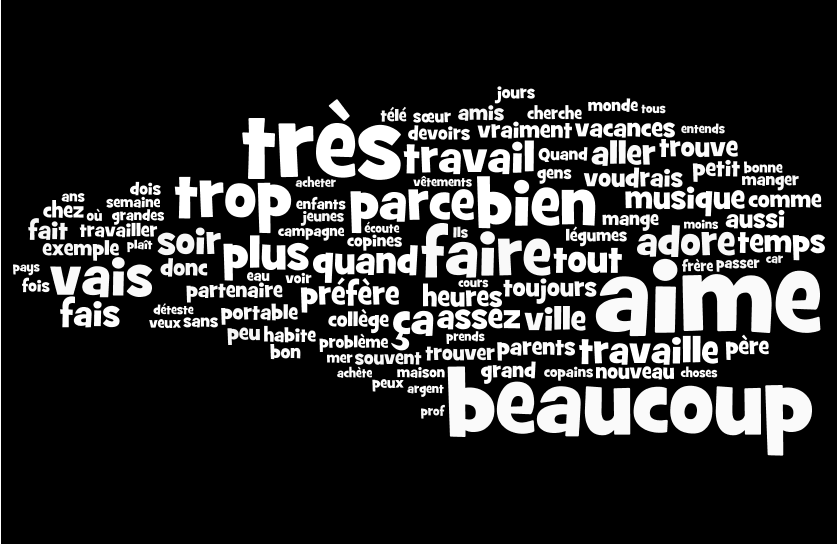 jours
télé sœur amis cherche monde tous
très devoirs vraiment vacances entends
travail Quand aller trouve
gens voudrais petit bonne
manger
ans dois trop acheter parce vêtements bien musique comme
chez où semaine grandes enfants jeunes mange moins aussi
fait travailler campagne écoute Ils légumes
exemple plaît soir plus copines faire adore temps
pays vais donc quand tout frère passer car
fois eau voir cours
partenaire préfère heures toujours aime
fais déteste portable
veux sans collège ça assez ville
peu habite problème prends
bon mer souvent trouver parents travaille père
achète maison grand copains nouveau choses
peux argent
prof beaucoup